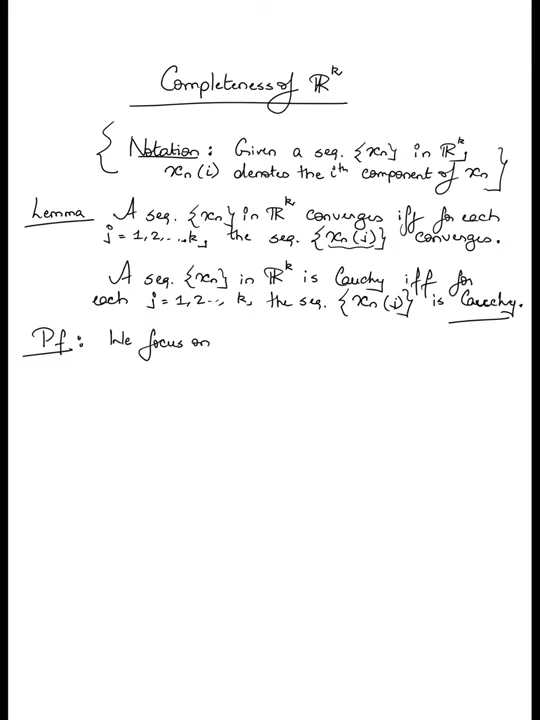 Completeness of ℝᵏ
Notation: Given a seq. {xn} in ℝᵏ,
xn(i) denotes the iᵗʰ component of xn
Lemma A seq. {xn} in ℝᵏ converges iff for each
j = 1,2,..,k, the seq. {xn(j)} converges.
A seq. {xn} in ℝᵏ is Cauchy iff for
each j = 1,2.., k, the seq. {xn(j)} is Cauchy.
Pf: We focus on